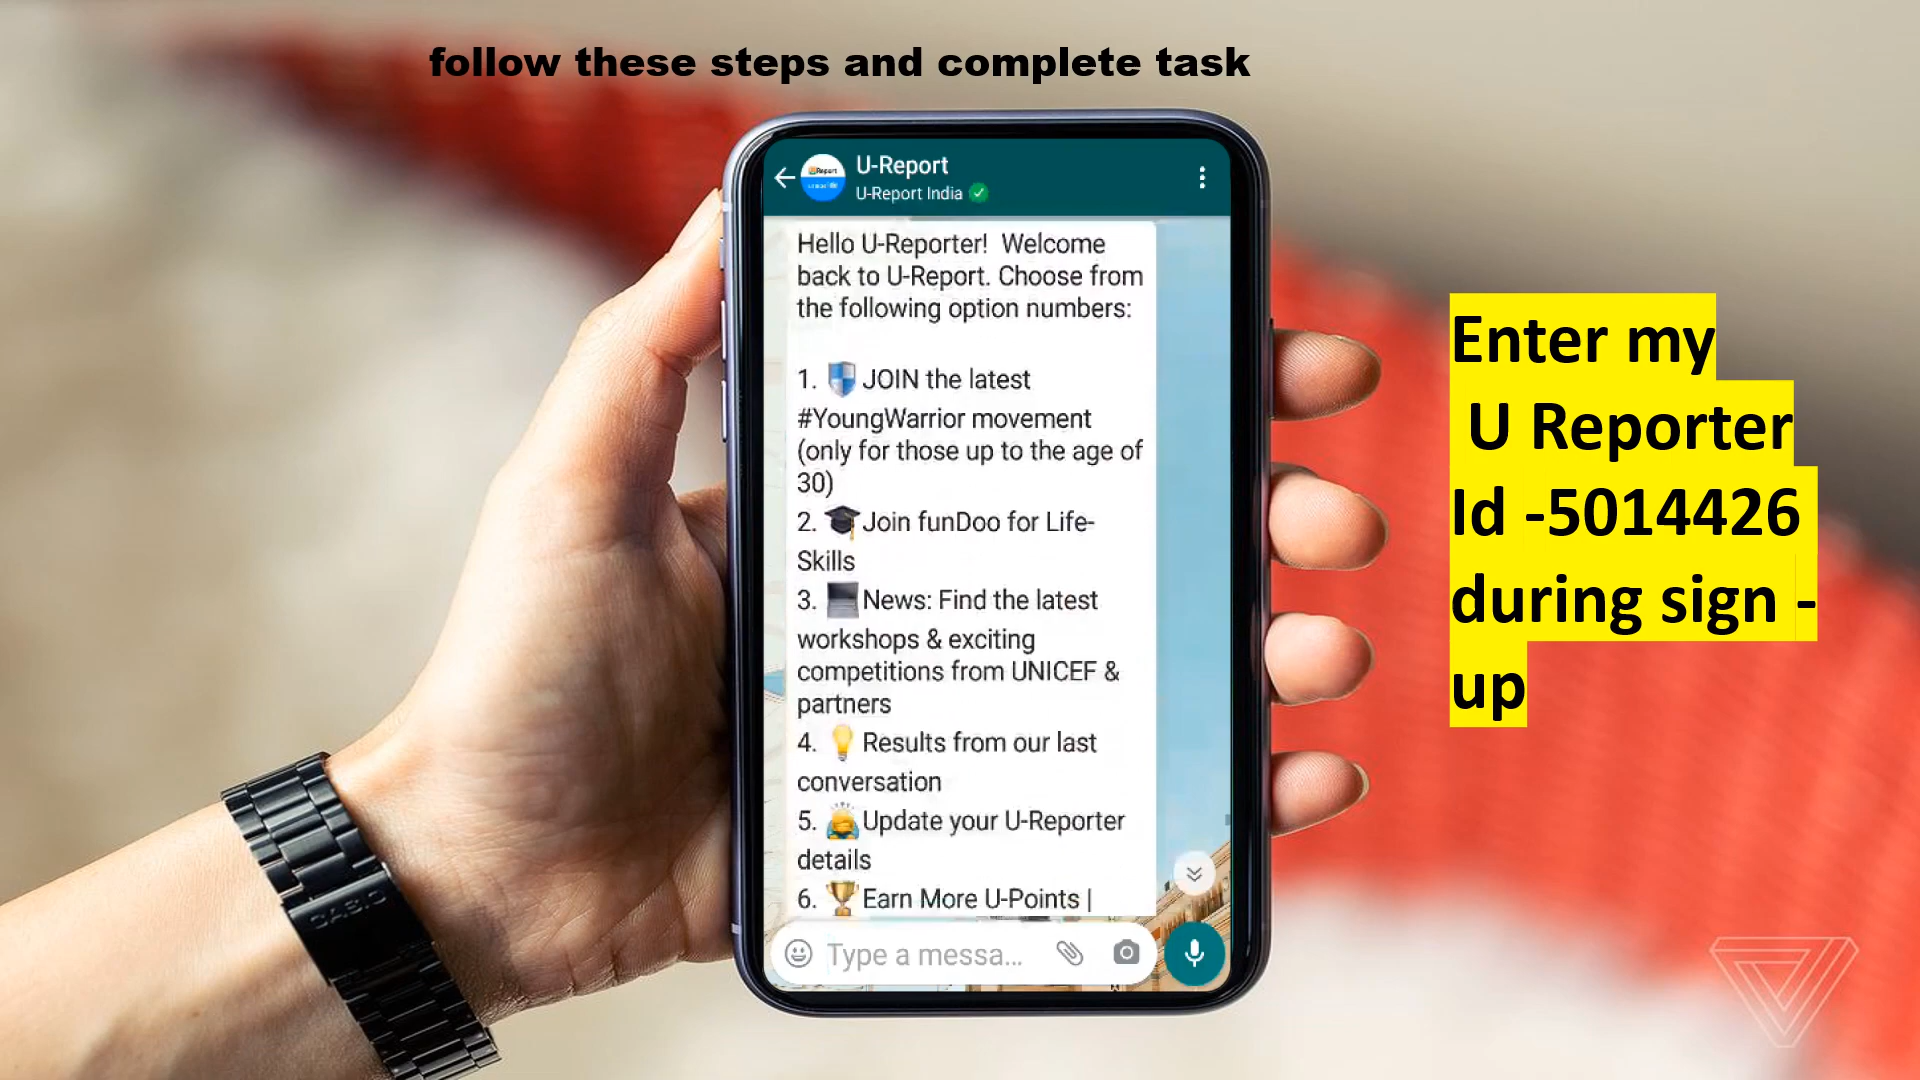 follow these steps and complete task
U-Report
U-Report India
Report
Hello U-Reporter!  Welcome
back to U-Report. Choose from
the following option numbers:
1. JOIN the latest
#YoungWarrior movement
(only for those up to the age of
30)
2. Join funDoo for Life-
Skills
3. News: Find the latest
workshops & exciting
competitions from UNICEF &
partners
4. Results from our last
conversation
5. Update your U-Reporter
details
6. Earn More U-Points |
Type a messa...
Enter my
U Reporter
Id -5014426
during sign -
up
CASIO